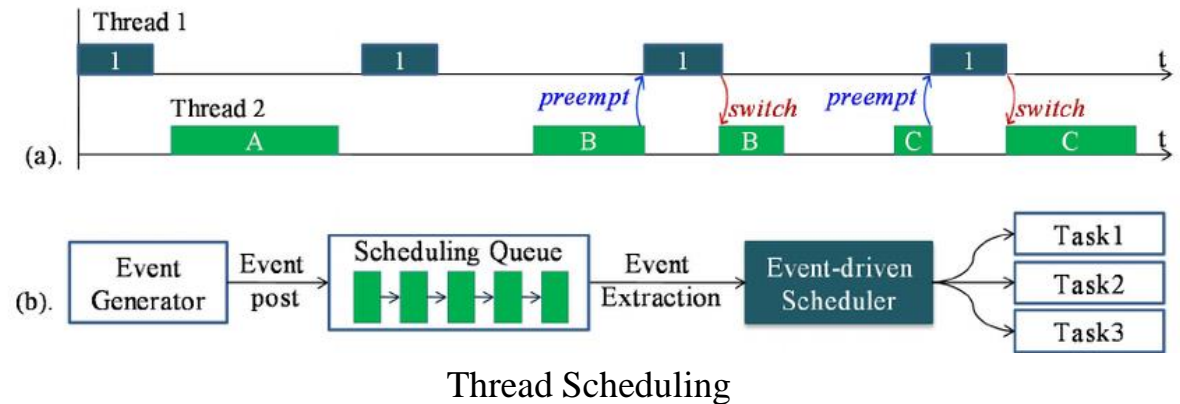 Thread 1
1 1 1 1 t
preempt switch preempt switch
Thread 2
(a). A B B C C t
(b). Event Generator
Event post
Scheduling Queue
Event Extraction
Event-driven Scheduler
Task1
Task2
Task3
Thread Scheduling